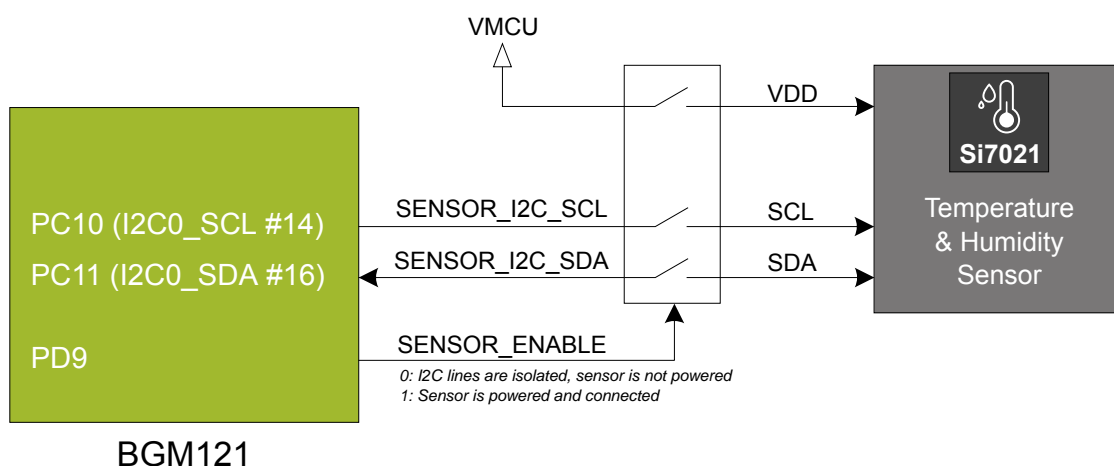 VMCU
VDD
Si7021
PC10 (I2C0_SCL #14)
SENSOR_I2C_SCL
SCL
Temperature
& Humidity
Sensor
PC11 (I2C0_SDA #16)
SENSOR_I2C_SDA
SDA
PD9
SENSOR_ENABLE
0: I2C lines are isolated, sensor is not powered
1: Sensor is powered and connected
BGM121